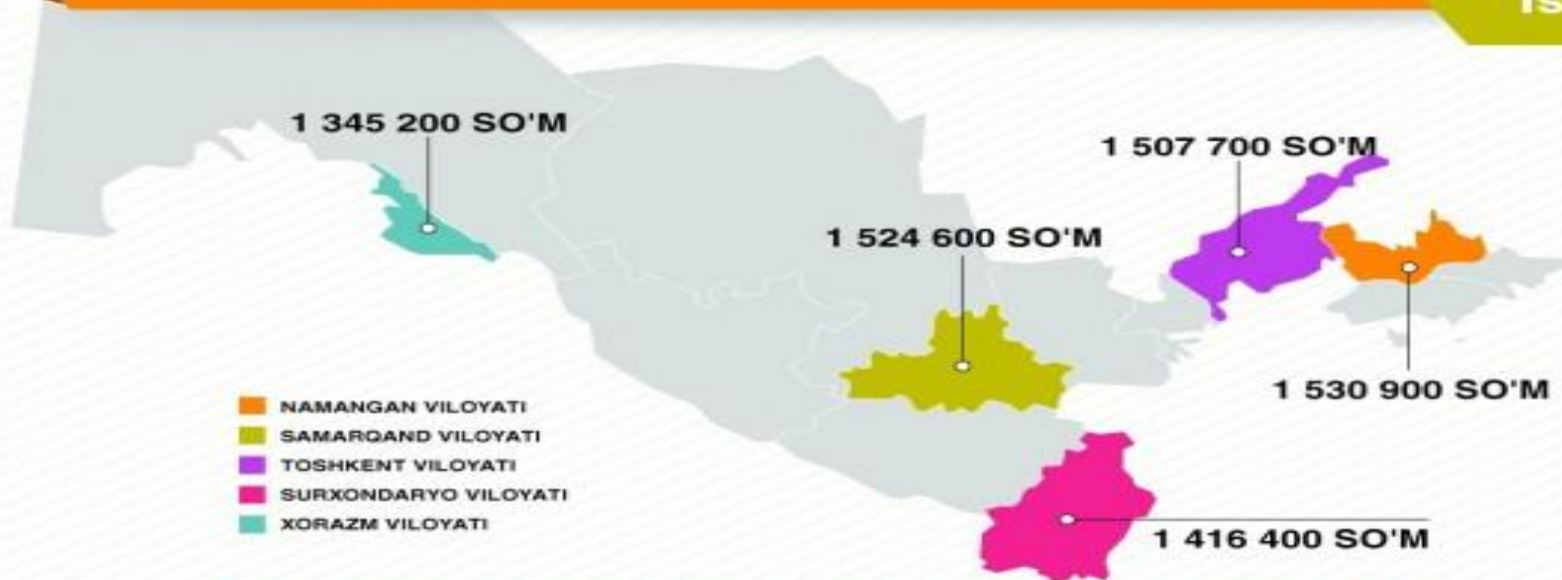 1 345 200 SO'M
1 507 700 SO'M
1 524 600 SO'M
1 530 900 SO'M
NAMANGAN VILOYATI
SAMARQAND VILOYATI
TOSHKENT VILOYATI
SURXONDARYO VILOYATI
XORAZM VILOYATI
1 416 400 SO'M